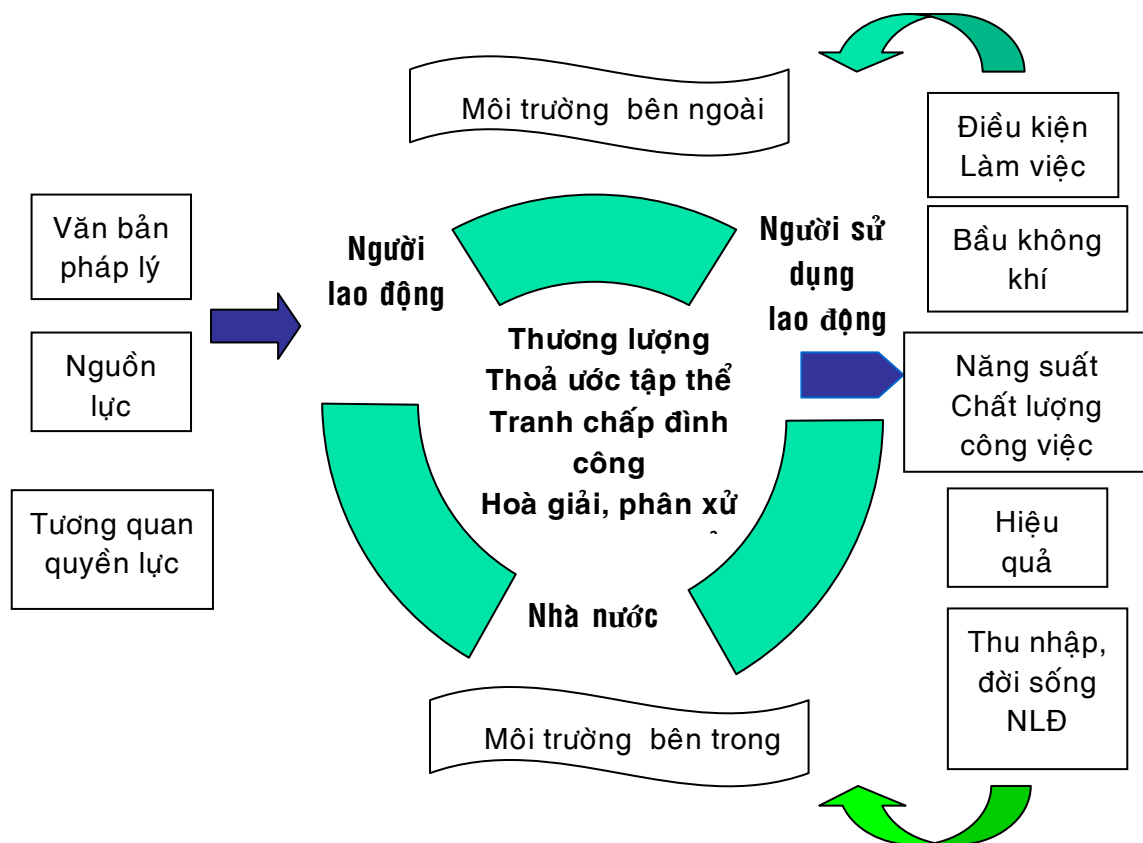 Môi trường bên ngoài
Văn bản
pháp lý
Nguồn
lực
Tương quan
quyền lực
Người
lao động
Người sử
dụng
lao động
Thương lượng
Thoả ước tập thể
Tranh chấp đình
công
Hoà giải, phân xử
Nhà nước
Môi trường bên trong
Điều kiện
Làm việc
Bầu không
khí
Năng suất
Chất lượng
công việc
Hiệu
quả
Thu nhập,
đời sống
NLĐ